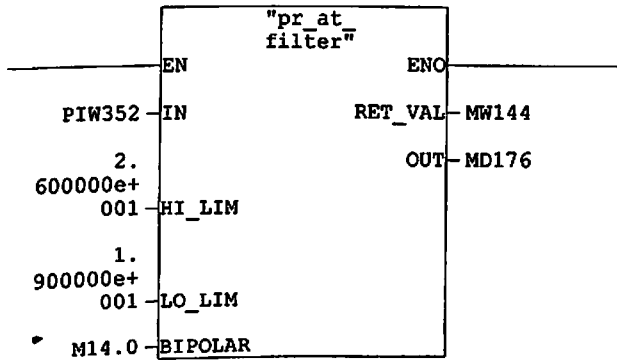 "pr_at_
filter"
EN ENO
PIW352 IN RET_VAL MW144
2.
600000e+
001 HI_LIM
OUT MD176
1.
900000e+
001 LO_LIM
M14.0 BIPOLAR